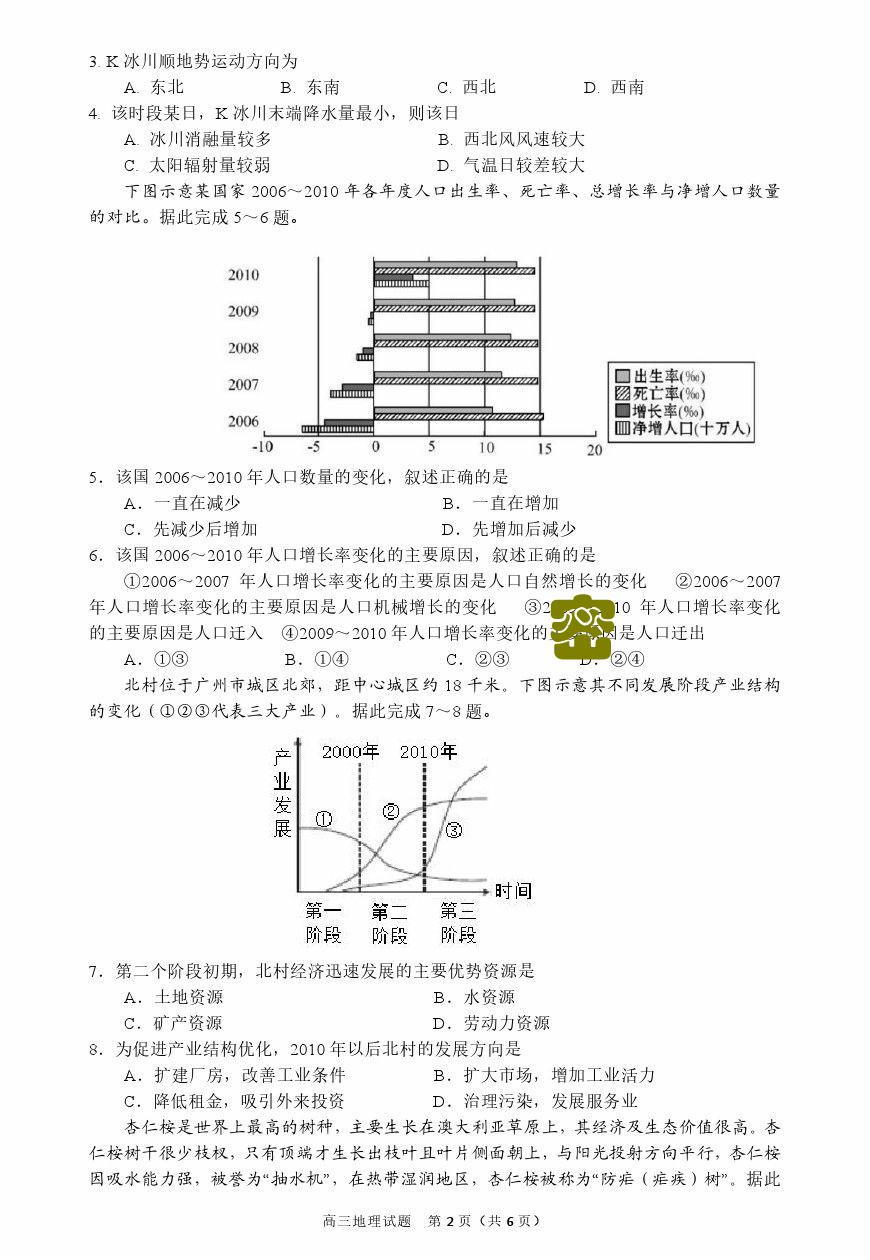 3. K 冰川顺地势运动方向为
A. 东北 B. 东南 C. 西北 D. 西南
4. 该时段某日，K 冰川末端降水量最小，则该日
A. 冰川消融量较多 B. 西北风风速较大
C. 太阳辐射量较弱 D. 气温日较差较大
下图示意某国家 2006～2010 年各年度人口出生率、死亡率、总增长率与净增人口数量
的对比。据此完成 5～6 题。
2010
2009
2008
2007
2006
-10 -5 0 5 10 15 20
出生率(‰)
死亡率(‰)
增长率(‰)
净增人口(十万人)
5．该国 2006～2010 年人口数量的变化，叙述正确的是
A．一直在减少 B．一直在增加
C．先减少后增加 D．先增加后减少
6．该国 2006～2010 年人口增长率变化的主要原因，叙述正确的是
①2006～2007 年人口增长率变化的主要原因是人口自然增长的变化 ②2006～2007
年人口增长率变化的主要原因是人口机械增长的变化 ③2 10 年人口增长率变化
的主要原因是人口迁入 ④2009～2010 年人口增长率变化的 因是人口迁出
A．①③ B．①④ C．②③ D．②④
北村位于广州市城区北郊，距中心城区约 18 千米。下图示意其不同发展阶段产业结构
的变化（①②③代表三大产业）。据此完成 7～8 题。
产业发展
2000年 2010年
①
②
③
时间
第一阶段 第二阶段 第三阶段
7．第二个阶段初期，北村经济迅速发展的主要优势资源是
A．土地资源 B．水资源
C．矿产资源 D．劳动力资源
8．为促进产业结构优化，2010 年以后北村的发展方向是
A．扩建厂房，改善工业条件 B．扩大市场，增加工业活力
C．降低租金，吸引外来投资 D．治理污染，发展服务业
杏仁桉是世界上最高的树种，主要生长在澳大利亚草原上，其经济及生态价值很高。杏
仁桉树干很少枝杈，只有顶端才生长出枝叶且叶片侧面朝上，与阳光投射方向平行，杏仁桉
因吸水能力强，被誉为“抽水机”，在热带湿润地区，杏仁桉被称为“防疟（疟疾）树”。据此
高三地理试题 第 2 页（共 6 页）